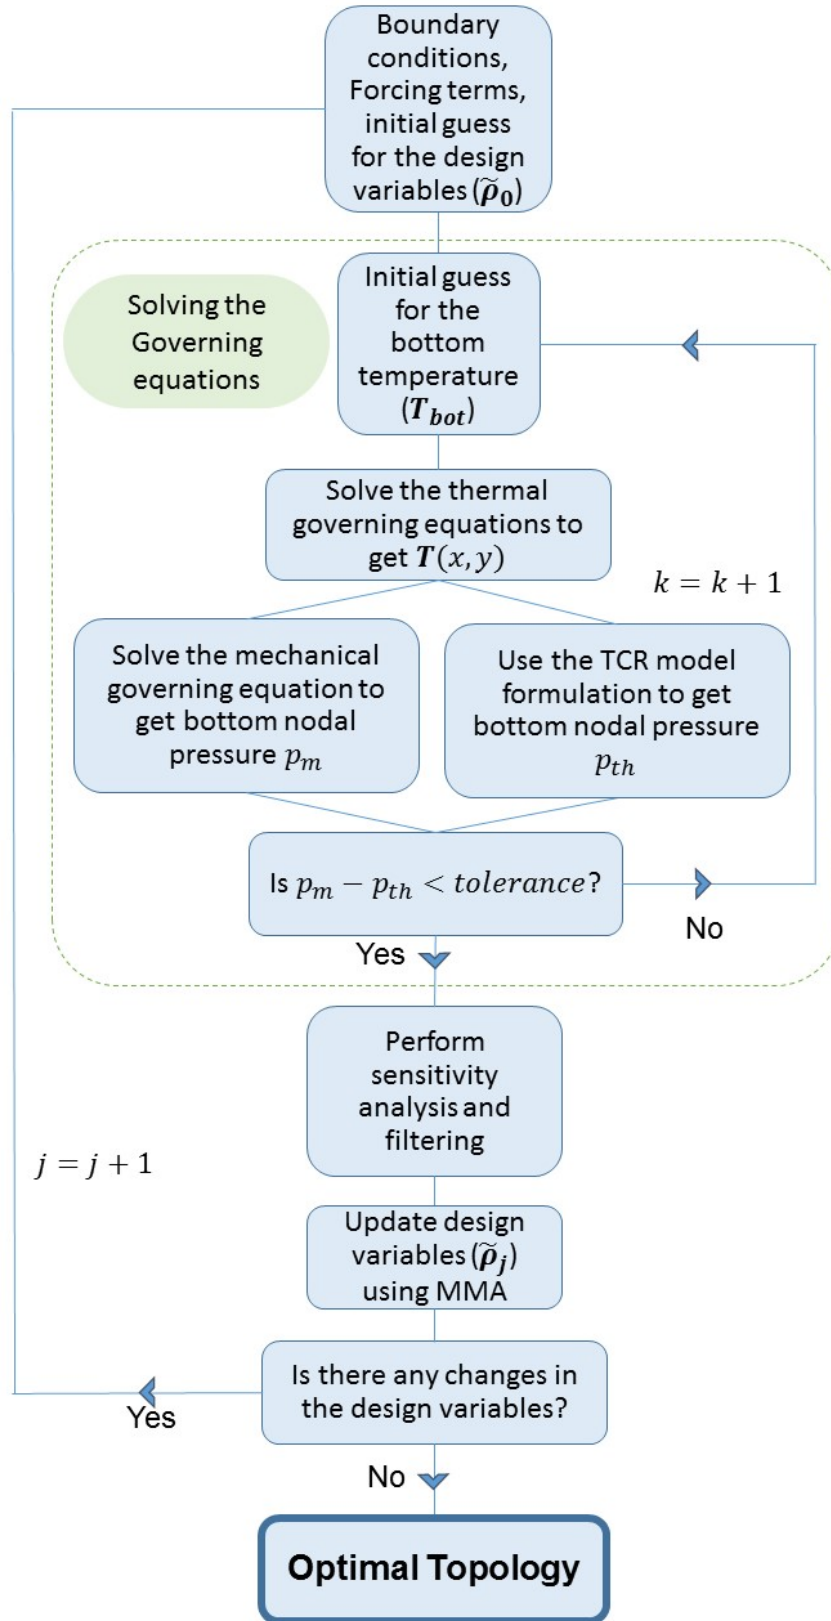 Boundary
conditions,
Forcing terms,
initial guess
for the design
variables (ρ̃₀)
Solving the
Governing
equations
Initial guess
for the
bottom
temperature
(T_bot)
Solve the thermal
governing equations to
get T(x, y)
k = k + 1
Solve the mechanical
governing equation to
get bottom nodal
pressure p_m
Use the TCR model
formulation to get
bottom nodal pressure
p_th
Is p_m − p_th < tolerance?
No
Yes
Perform
sensitivity
analysis and
filtering
j = j + 1
Update design
variables (ρ̃_j)
using MMA
Is there any changes in
the design variables?
Yes
No
Optimal Topology